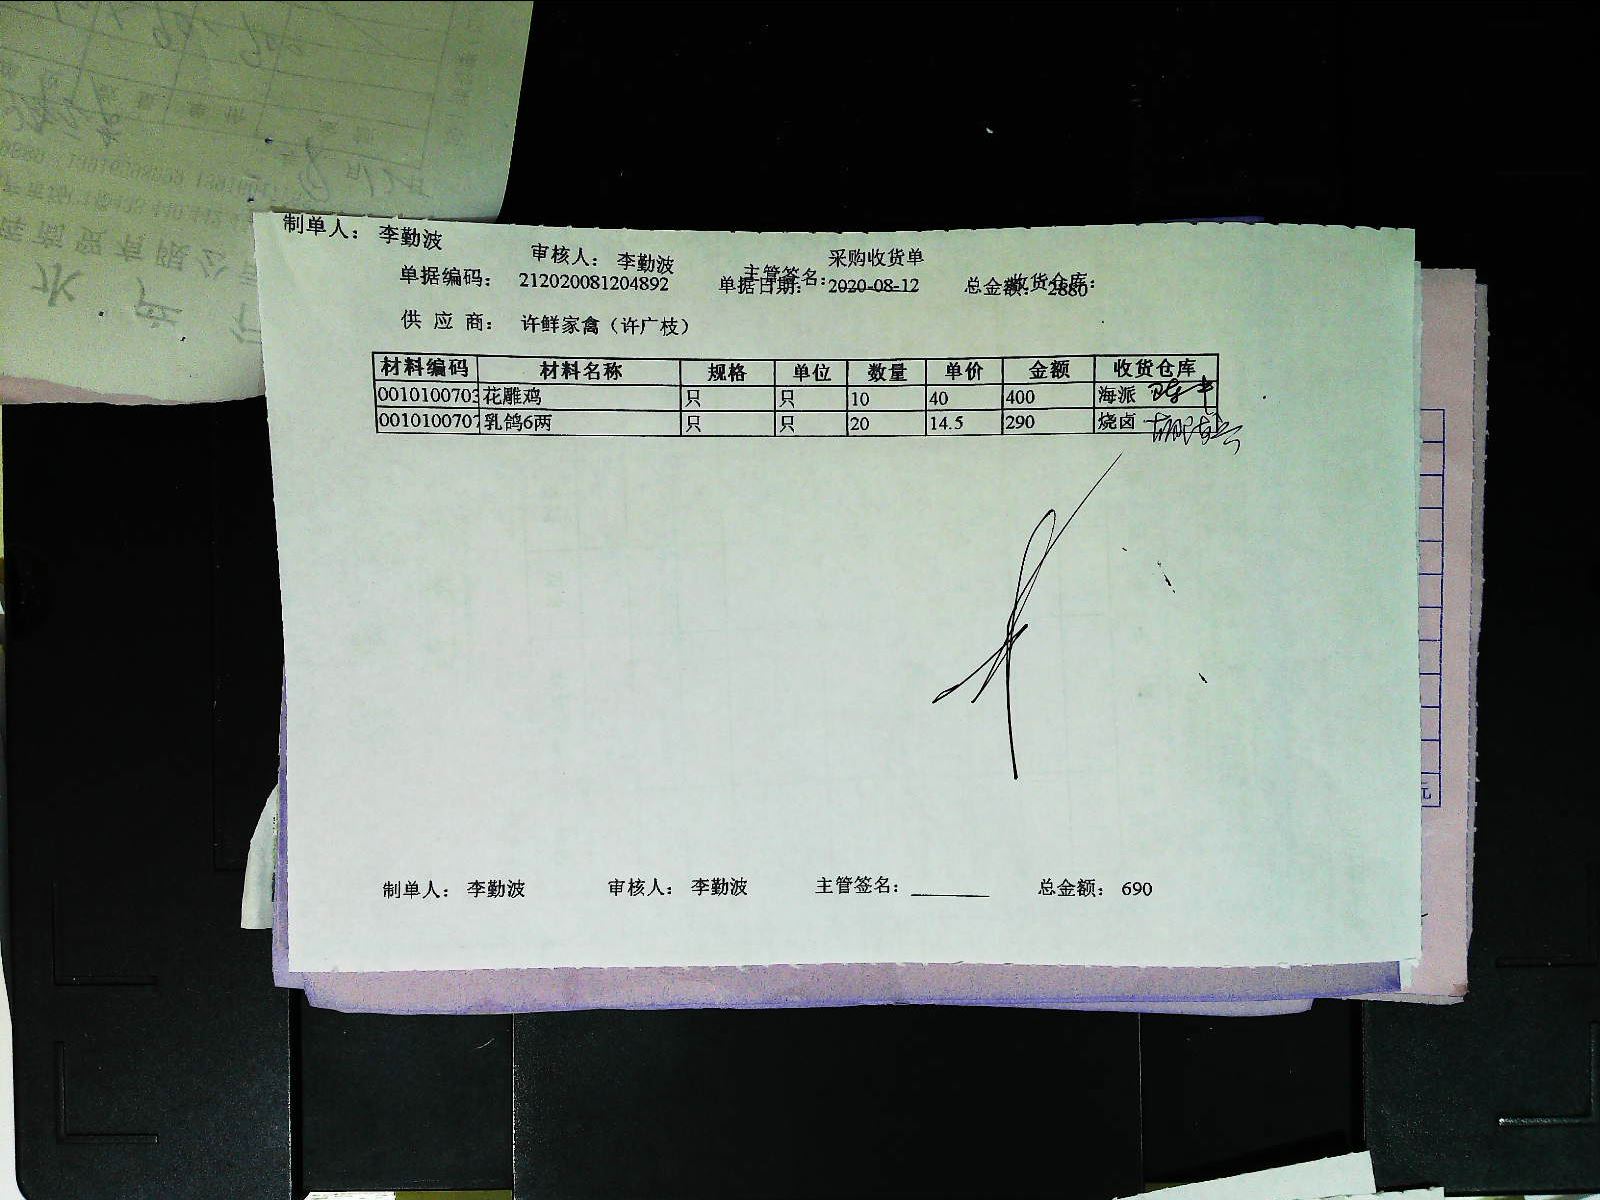 制单人： 李勤波 审核人： 李勤波 主管签名： 收货仓库：
采购收货单
单据编码： 212020081204892 单据日期： 2020-08-12 总金额： 2880
供 应 商： 许鲜家禽（许广枝）
材料编码 材料名称 规格 单位 数量 单价 金额 收货仓库
0010100703 花雕鸡 只 只 10 40 400 海派
0010100707 乳鸽6两 只 只 20 14.5 290 烧卤
制单人： 李勤波 审核人： 李勤波 主管签名： 总金额： 690